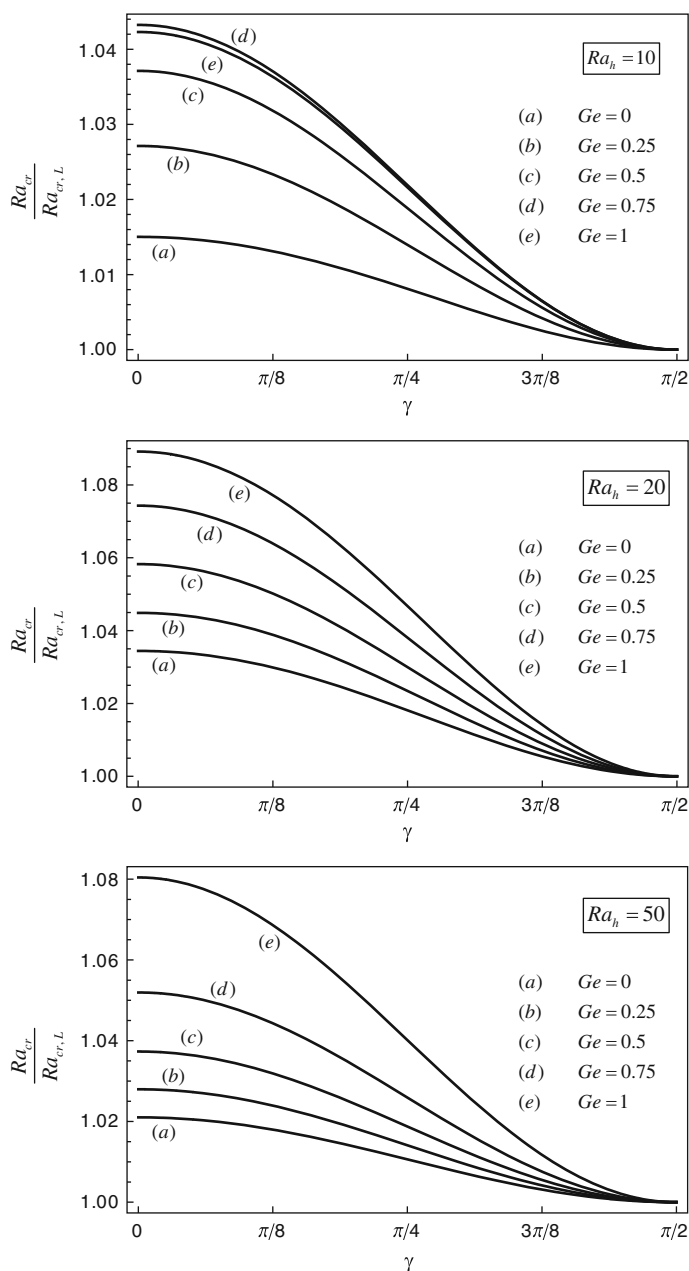 1.04
1.03
1.02
1.01
1.00
Ra_cr
Ra_cr, L
(d)
(e)
(c)
(b)
(a)
Ra_h = 10
(a) Ge = 0
(b) Ge = 0.25
(c) Ge = 0.5
(d) Ge = 0.75
(e) Ge = 1
0 π/8 π/4 3π/8 π/2
γ
1.08
1.06
1.04
1.02
1.00
Ra_cr
Ra_cr, L
(e)
(d)
(c)
(b)
(a)
Ra_h = 20
(a) Ge = 0
(b) Ge = 0.25
(c) Ge = 0.5
(d) Ge = 0.75
(e) Ge = 1
0 π/8 π/4 3π/8 π/2
γ
1.08
1.06
1.04
1.02
1.00
Ra_cr
Ra_cr, L
(e)
(d)
(c)
(b)
(a)
Ra_h = 50
(a) Ge = 0
(b) Ge = 0.25
(c) Ge = 0.5
(d) Ge = 0.75
(e) Ge = 1
0 π/8 π/4 3π/8 π/2
γ